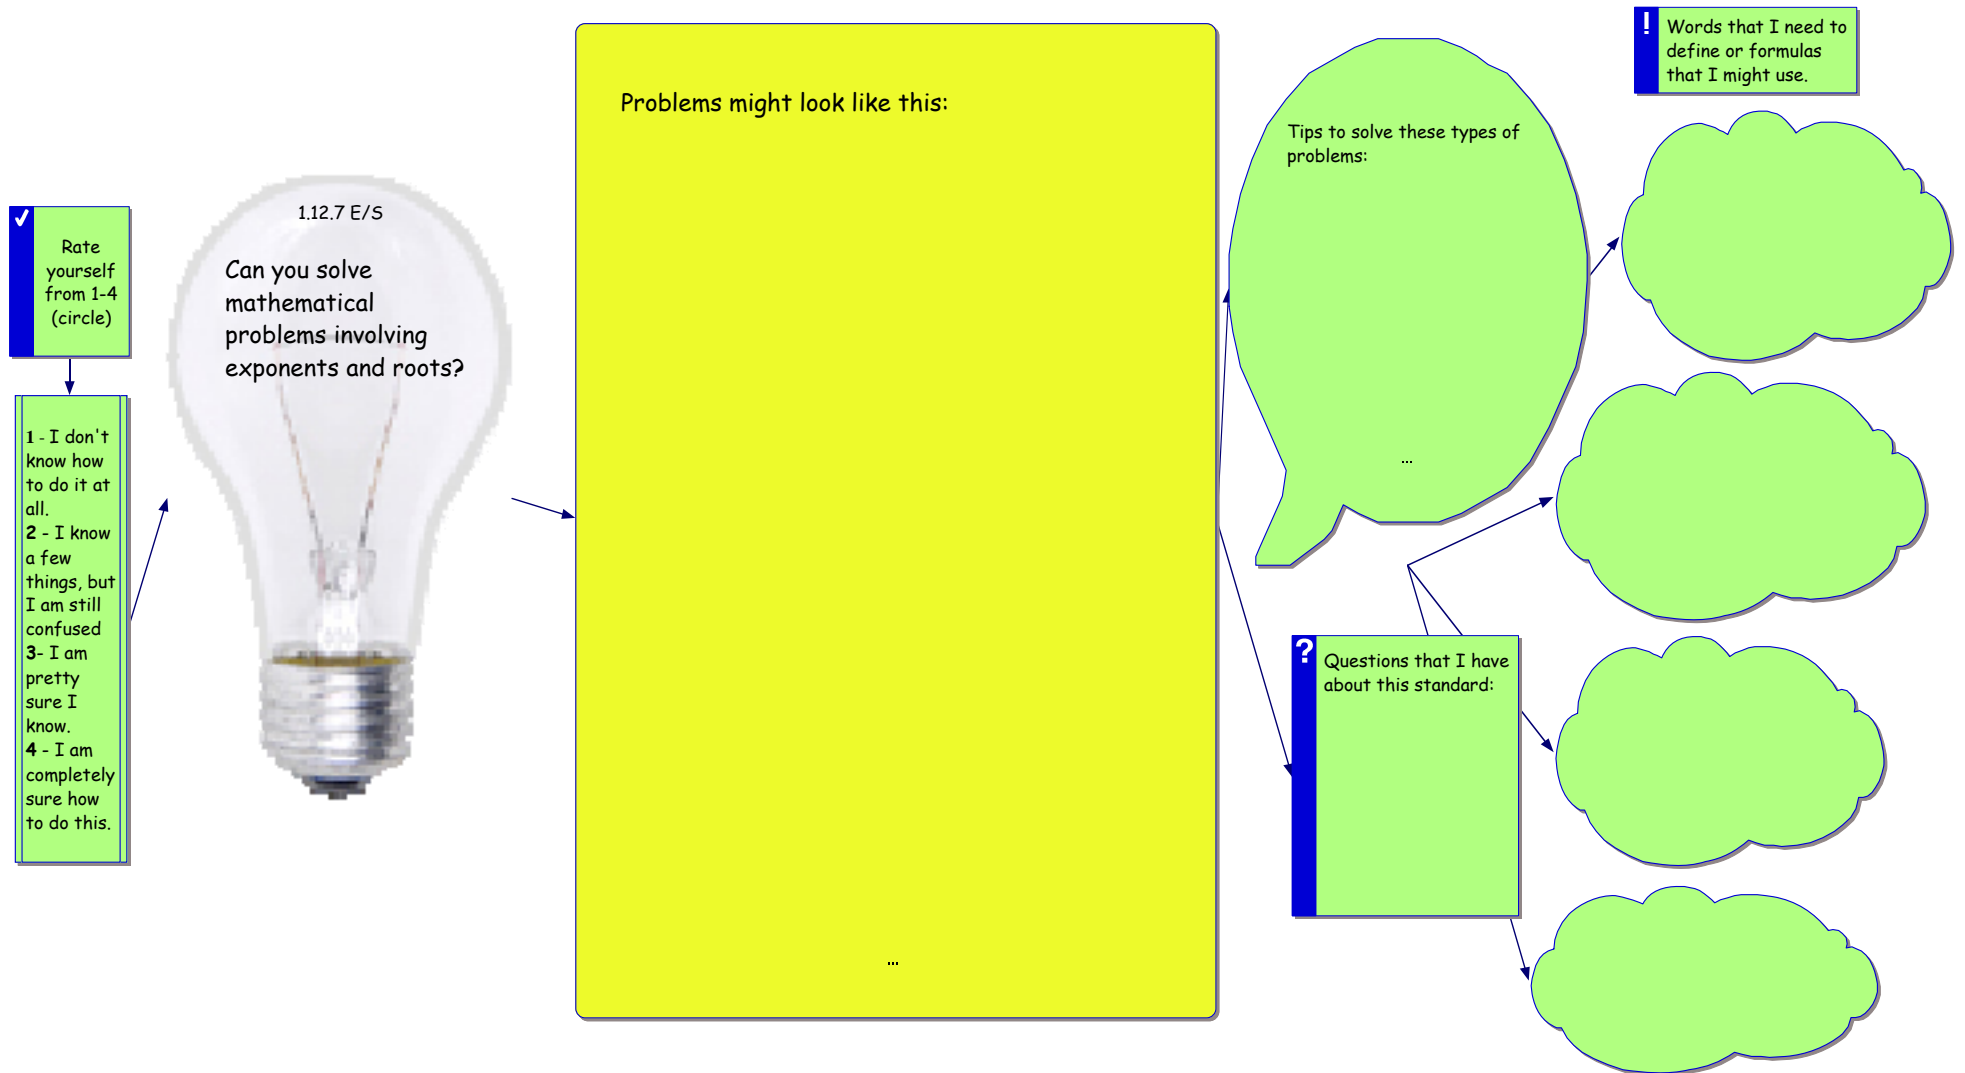 ✓
Rate
yourself
from 1-4
(circle)
1 - I don't
know how
to do it at
all.
2 - I know
a few
things, but
I am still
confused
3- I am
pretty
sure I
know.
4 - I am
completely
sure how
to do this.
1.12.7 E/S
Can you solve
mathematical
problems involving
exponents and roots?
Problems might look like this:
...
Tips to solve these types of
problems:
...
?
Questions that I have
about this standard:
!
Words that I need to
define or formulas
that I might use.